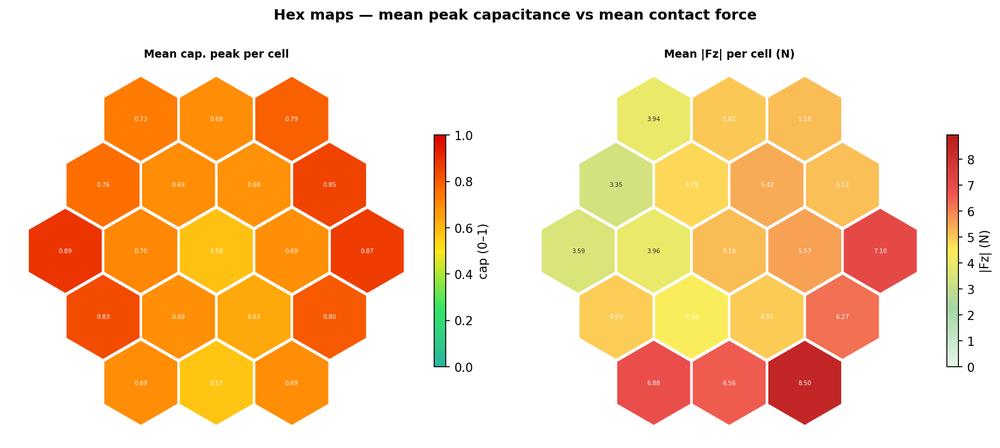 Hex maps — mean peak capacitance vs mean contact force
Mean cap. peak per cell
0.73 0.69 0.79
0.76 0.69 0.68 0.85
0.89 0.70 0.58 0.69 0.87
0.83 0.69 0.63 0.80
0.69 0.57 0.69
1.0
0.8
0.6
0.4
0.2
0.0
cap (0–1)
Mean |Fz| per cell (N)
3.94 5.02 5.18
3.35 4.79 5.42 5.13
3.59 3.96 5.19 5.57 7.10
4.93 4.97 6.27
6.88 6.56 8.50
8
7
6
5
4
3
2
1
0
|Fz| (N)